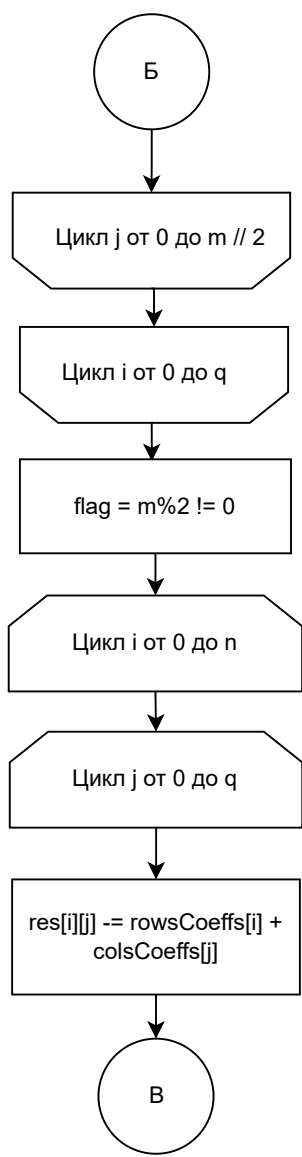 Б
Цикл j от 0 до m // 2
Цикл i от 0 до q
flag = m%2 != 0
Цикл i от 0 до n
Цикл j от 0 до q
res[i][j] -= rowsCoeffs[i] +
colsCoeffs[j]
В